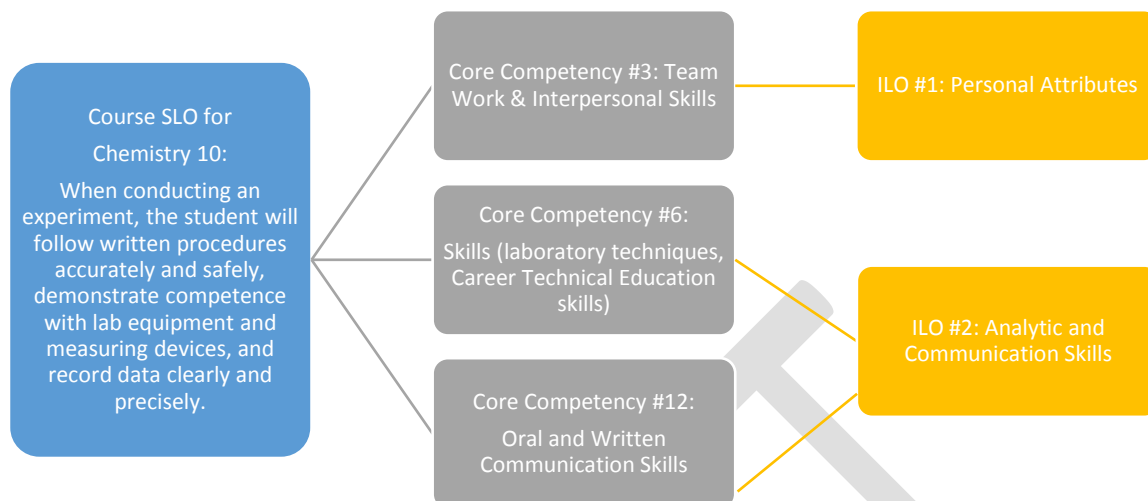 Course SLO for
Chemistry 10:
When conducting an
experiment, the student will
follow written procedures
accurately and safely,
demonstrate competence
with lab equipment and
measuring devices, and
record data clearly and
precisely.
Core Competency #3: Team
Work & Interpersonal Skills
Core Competency #6:
Skills (laboratory techniques,
Career Technical Education
skills)
Core Competency #12:
Oral and Written
Communication Skills
ILO #1: Personal Attributes
ILO #2: Analytic and
Communication Skills